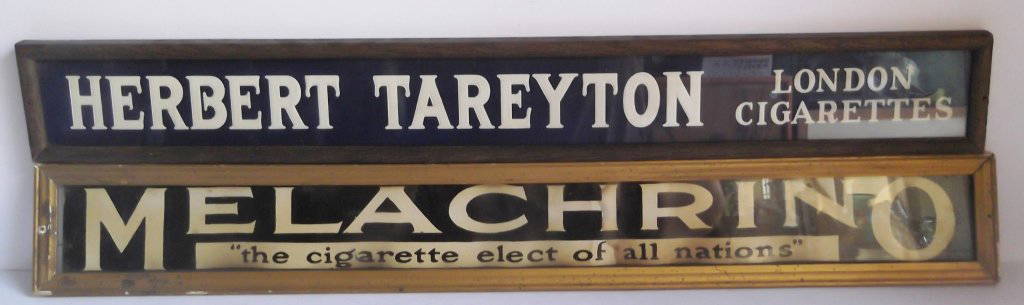 HERBERT TAREYTON LONDON
CIGARETTES
MELACHRINO
"the cigarette elect of all nations"